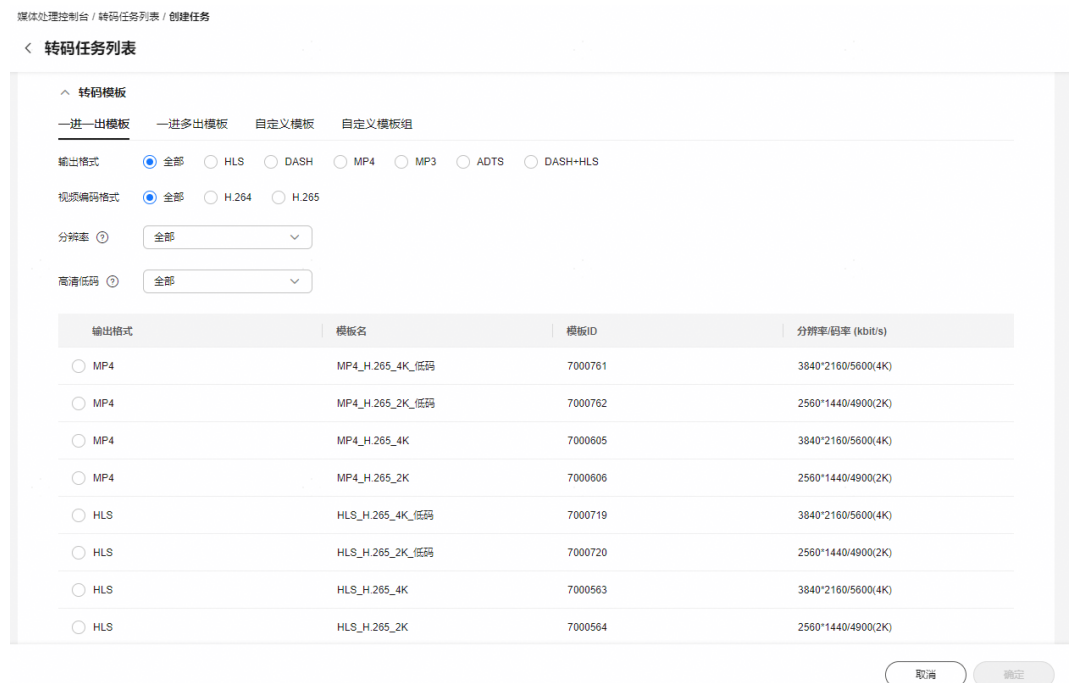 媒体处理控制台 / 转码任务列表 / 创建任务
转码任务列表
转码模板
一进一出模板 一进多出模板 自定义模板 自定义模板组
输出格式 全部 HLS DASH MP4 MP3 ADTS DASH+HLS
视频编码格式 全部 H.264 H.265
分辨率 ? 全部
高清低码 ? 全部
输出格式 模板名 模板ID 分辨率/码率 (kbit/s)
MP4 MP4_H.265_4K_低码 7000761 3840*2160/5600(4K)
MP4 MP4_H.265_2K_低码 7000762 2560*1440/4900(2K)
MP4 MP4_H.265_4K 7000605 3840*2160/5600(4K)
MP4 MP4_H.265_2K 7000606 2560*1440/4900(2K)
HLS HLS_H.265_4K_低码 7000719 3840*2160/5600(4K)
HLS HLS_H.265_2K_低码 7000720 2560*1440/4900(2K)
HLS HLS_H.265_4K 7000563 3840*2160/5600(4K)
HLS HLS_H.265_2K 7000564 2560*1440/4900(2K)
取消 确定